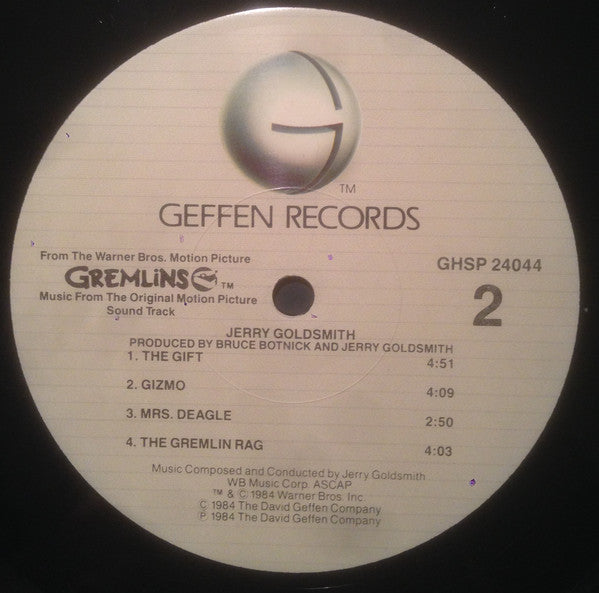 TM
GEFFEN RECORDS
From The Warner Bros. Motion Picture
GREMLINS TM
Music From The Original Motion Picture
Sound Track
GHSP 24044
2
JERRY GOLDSMITH
PRODUCED BY BRUCE BOTNICK AND JERRY GOLDSMITH
1. THE GIFT 4:51
2. GIZMO 4:09
3. MRS. DEAGLE 2:50
4. THE GREMLIN RAG 4:03
Music Composed and Conducted by Jerry Goldsmith
WB Music Corp. ASCAP
TM & © 1984 Warner Bros. Inc.
© 1984 The David Geffen Company
℗ 1984 The David Geffen Company